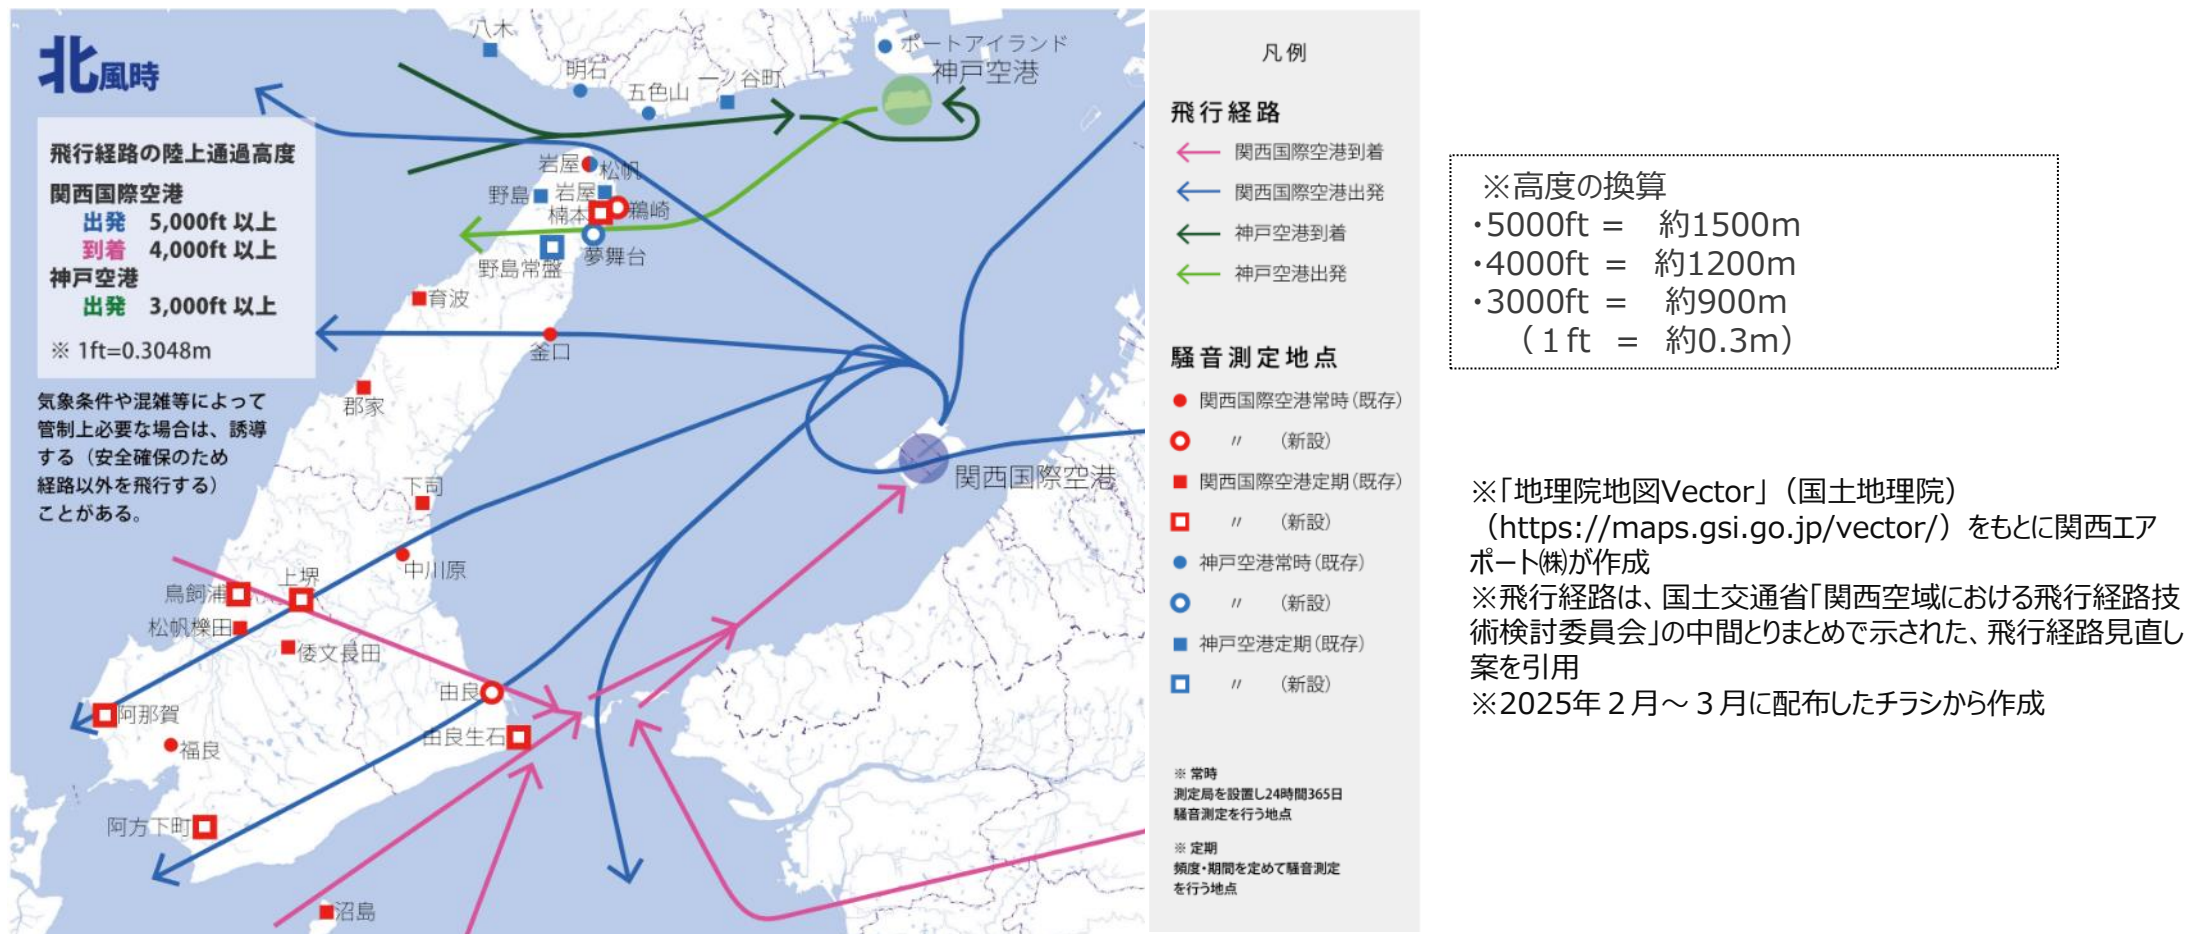 北風時
飛行経路の陸上通過高度
関西国際空港
出発 5,000ft 以上
到着 4,000ft 以上
神戸空港
出発 3,000ft 以上
※ 1ft=0.3048m
気象条件や混雑等によって
管制上必要な場合は、誘導
する（安全確保のため
経路以外を飛行する）
ことがある。
八木
明石
五色山
一ノ谷町
ポートアイランド
神戸空港
岩屋
松帆
野島
岩屋
楠本
鵜崎
野島常盤
夢舞台
育波
釜口
郡家
下司
関西国際空港
中川原
上堺
鳥飼浦
松帆櫟田
倭文長田
由良
阿那賀
福良
由良生石
阿方下町
沼島
凡例
飛行経路
関西国際空港到着
関西国際空港出発
神戸空港到着
神戸空港出発
騒音測定地点
関西国際空港常時(既存)
〃 (新設)
関西国際空港定期(既存)
〃 (新設)
神戸空港常時(既存)
〃 (新設)
神戸空港定期(既存)
〃 (新設)
※ 常時
測定局を設置し24時間365日
騒音測定を行う地点
※ 定期
頻度・期間を定めて騒音測定
を行う地点
※高度の換算
・5000ft = 約1500m
・4000ft = 約1200m
・3000ft = 約900m
（１ft = 約0.3m）
※「地理院地図Vector」（国土地理院）
（https://maps.gsi.go.jp/vector/）をもとに関西エア
ポート㈱が作成
※飛行経路は、国土交通省「関西空域における飛行経路技
術検討委員会」の中間とりまとめで示された、飛行経路見直し
案を引用
※2025年２月～３月に配布したチラシから作成